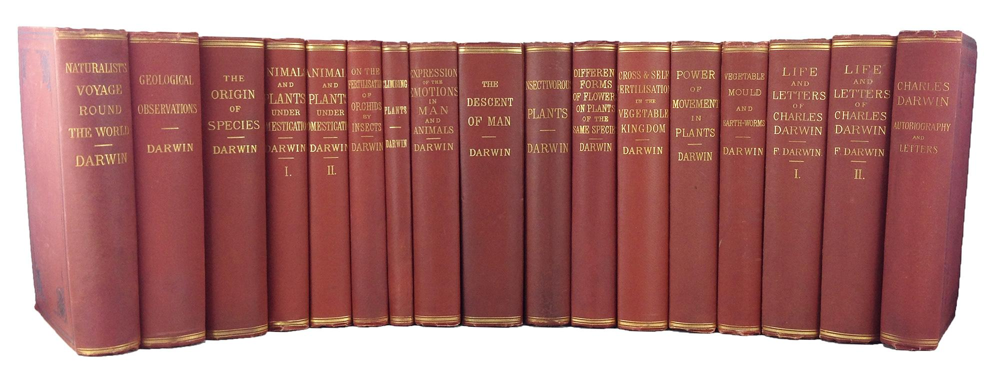 NATURALIST'S
VOYAGE
ROUND
THE WORLD
DARWIN
GEOLOGICAL
OBSERVATIONS
DARWIN
THE
ORIGIN
OF
SPECIES
DARWIN
NIMALS
AND
PLANTS
UNDER
MESTICATIO
DARWIN
I.
ANIMAL
AND
PLANTS
UNDER
OMESTICATI
DARWIN
II.
ON THE
FERTILISATIO
OF
ORCHIDS
BY
INSECTS
DARWIN
CLIMBING
PLANTS
DARWIN
EXPRESSION
OF THE
EMOTIONS
IN
MAN
AND
ANIMALS
DARWIN
THE
DESCENT
OF MAN
DARWIN
NSECTIVOROUS
PLANTS
DARWIN
DIFFEREN
FORMS
OF FLOWER
ON PLANTS
OF THE
SAME SPECIE
DARWIN
CROSS & SELF
FERTILISATION
IN THE
VEGETABLE
KINGDOM
DARWIN
POWER
OF
MOVEMENT
IN
PLANTS
DARWIN
VEGETABLE
MOULD
AND
EARTH-WORMS
DARWIN
LIFE
AND
LETTERS
OF
CHARLES
DARWIN
F. DARWIN.
I.
LIFE
AND
LETTERS
OF
CHARLES
DARWIN
F. DARWIN
II.
CHARLES
DARWIN
AUTOBIOGRAPHY
AND
LETTERS